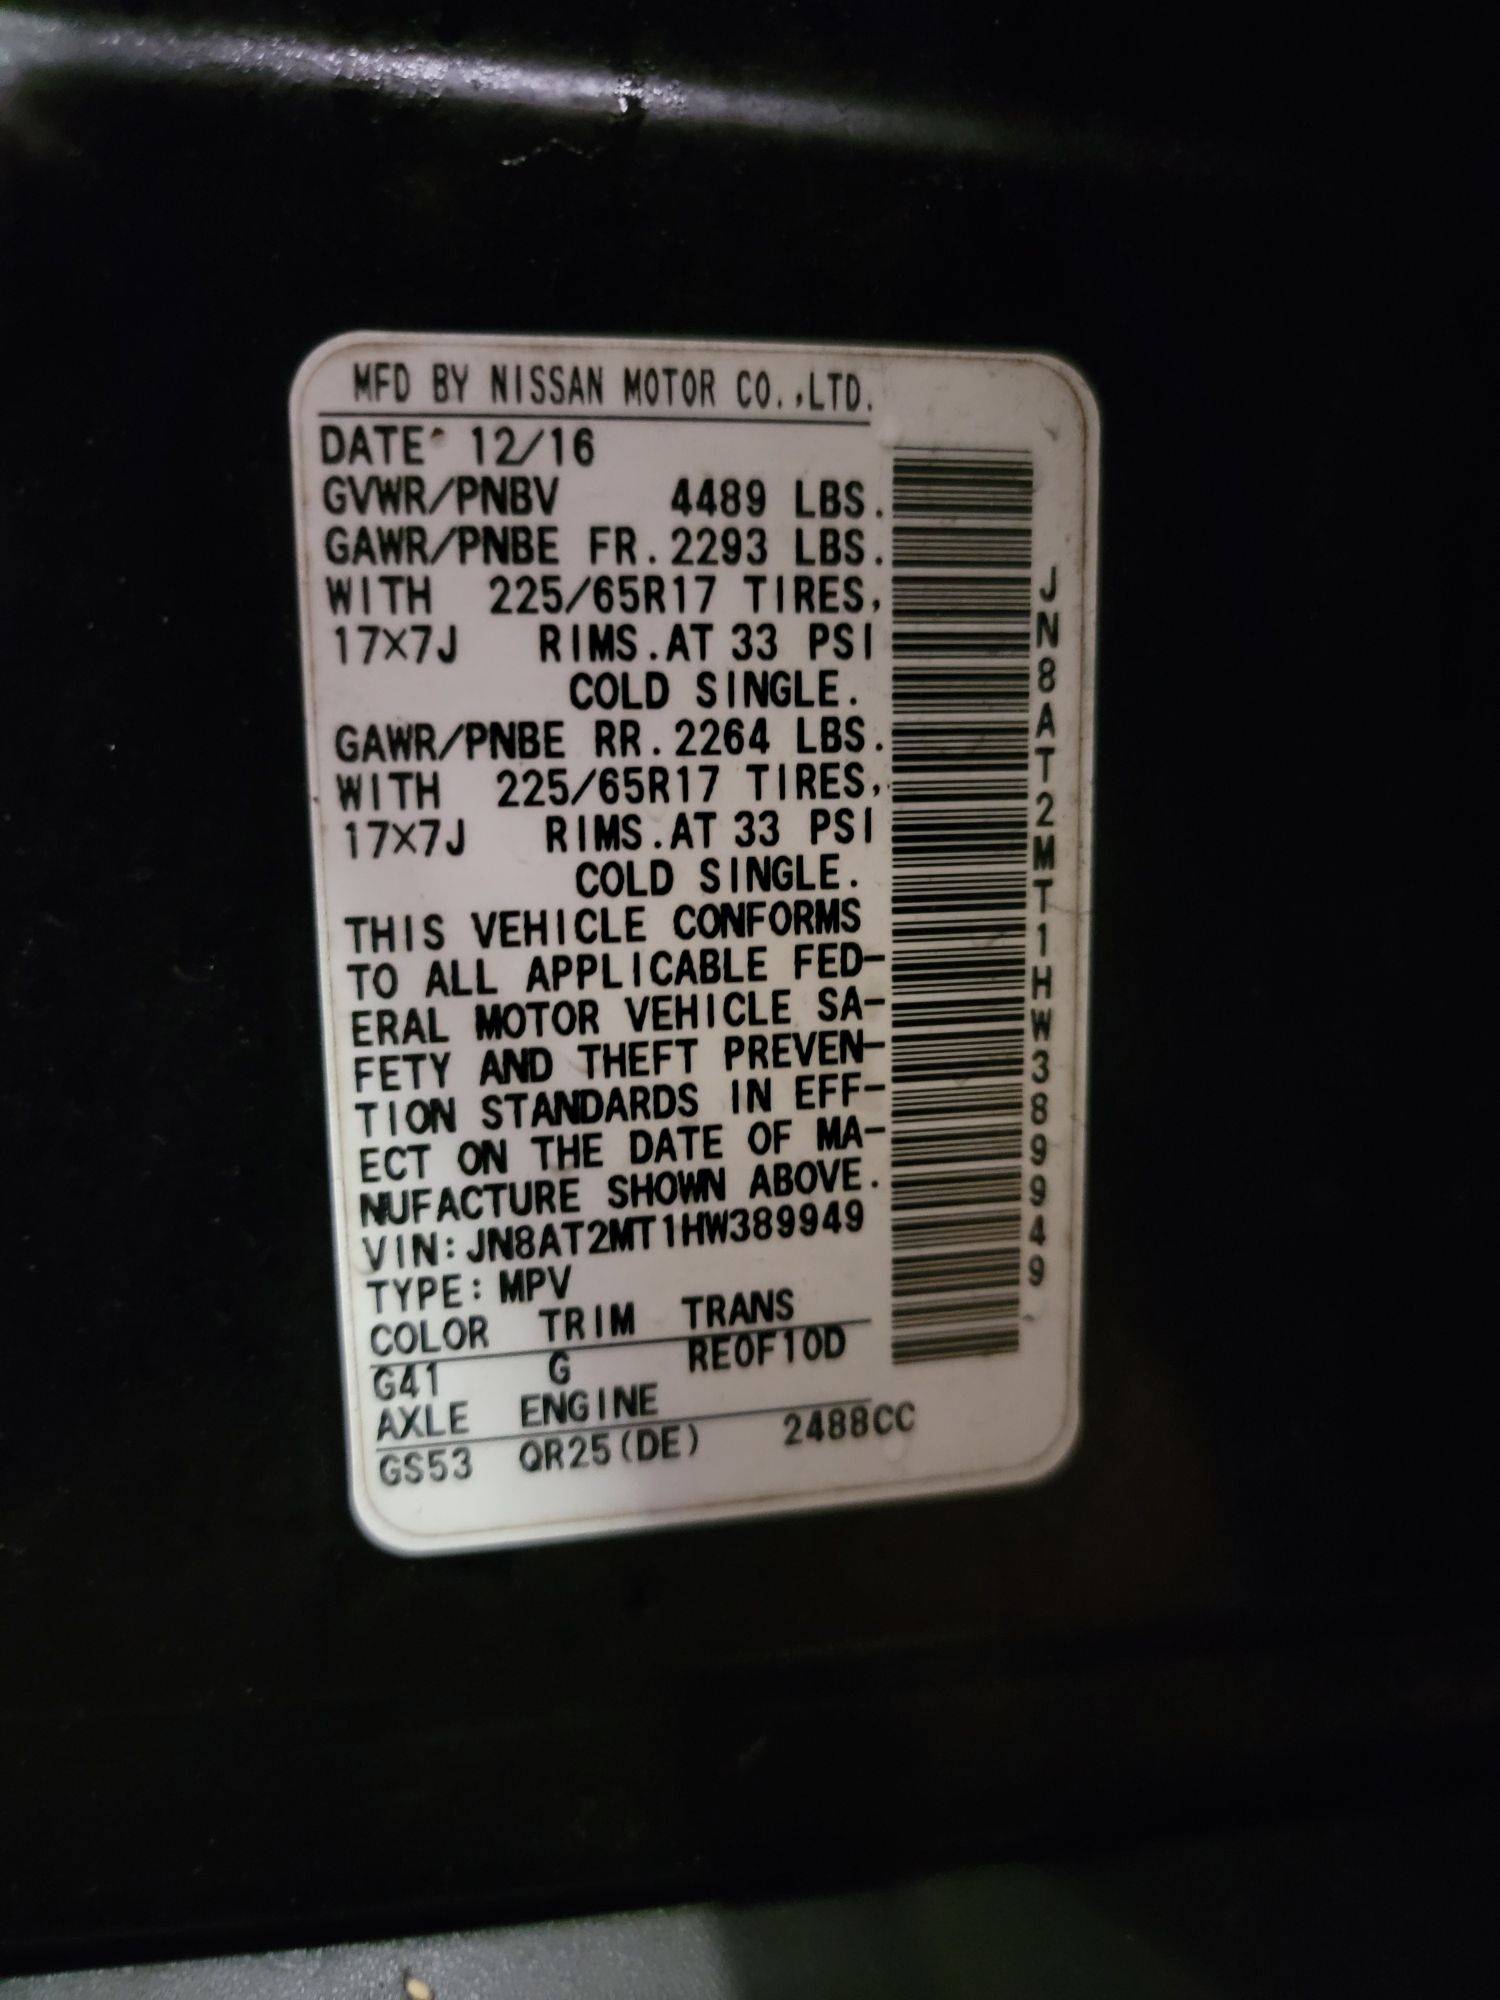 MFD BY NISSAN MOTOR CO.,LTD.
DATE: 12/16
GVWR/PNBV 4489 LBS.
GAWR/PNBE FR. 2293 LBS.
WITH 225/65R17 TIRES,
17×7J RIMS.AT 33 PSI
COLD SINGLE.
GAWR/PNBE RR. 2264 LBS.
WITH 225/65R17 TIRES,
17×7J RIMS.AT 33 PSI
COLD SINGLE.
THIS VEHICLE CONFORMS
TO ALL APPLICABLE FED-
ERAL MOTOR VEHICLE SA-
FETY AND THEFT PREVEN-
TION STANDARDS IN EFF-
ECT ON THE DATE OF MA-
NUFACTURE SHOWN ABOVE.
VIN: JN8AT2MT1HW389949
TYPE: MPV
COLOR TRIM TRANS
G41 G RE0F10D
AXLE ENGINE
GS53 QR25(DE) 2488CC
JN8AT2MT1HW389949